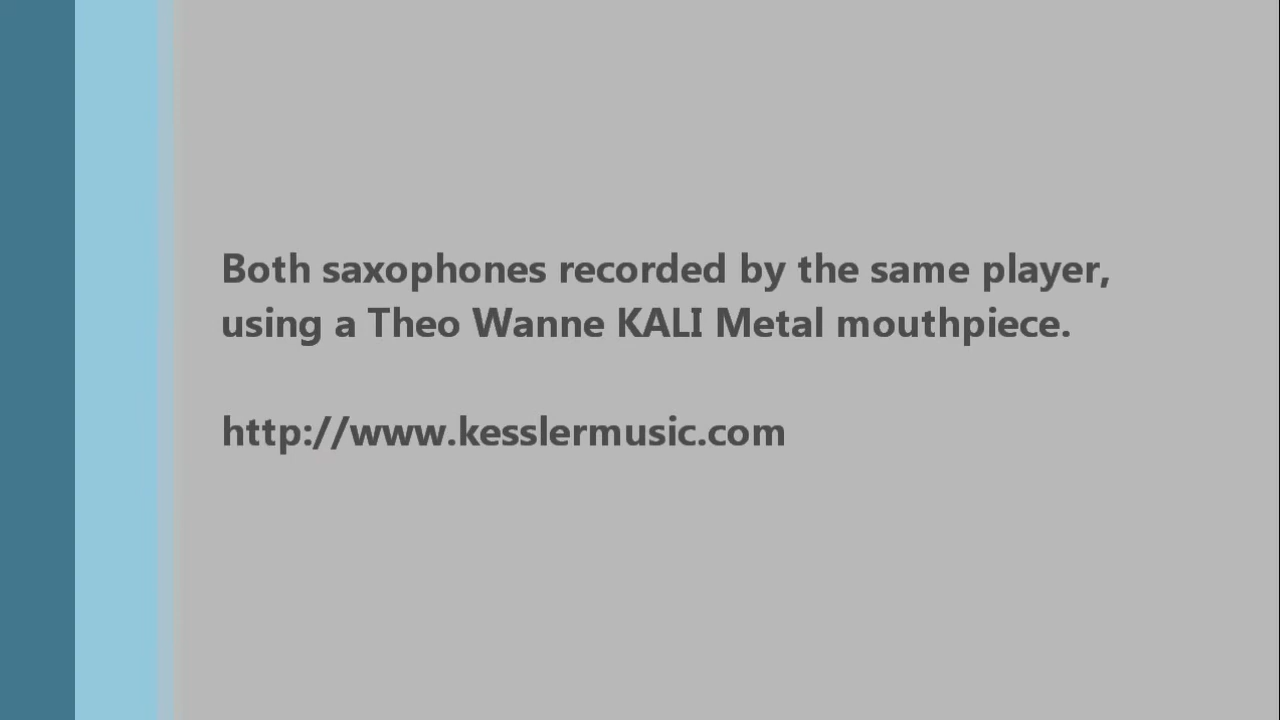 Both saxophones recorded by the same player,
using a Theo Wanne KALI Metal mouthpiece.
http://www.kesslermusic.com